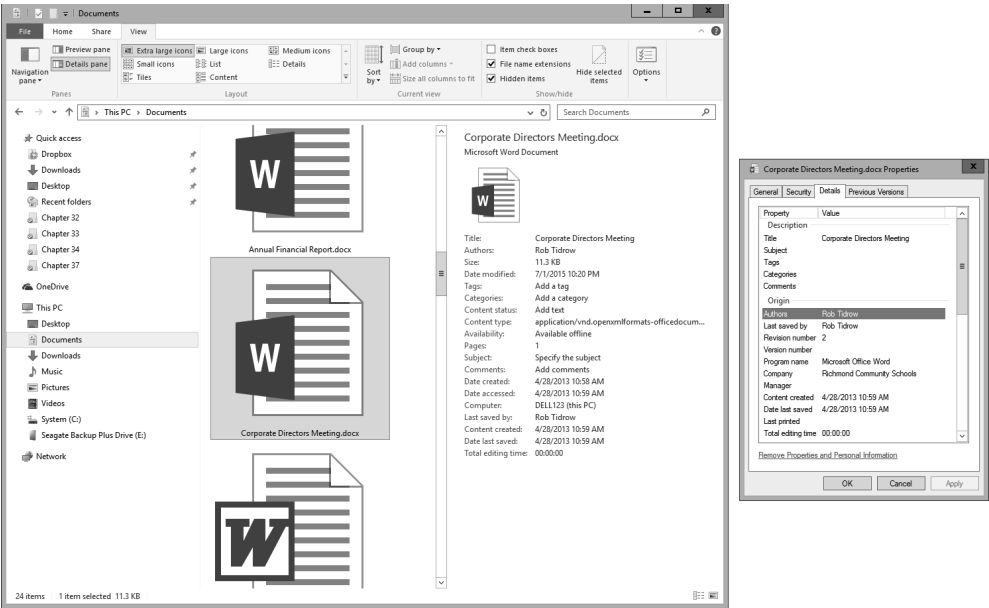 Documents
File Home Share View
Navigation pane
Preview pane
Details pane
Panes
Extra large icons Large icons Medium icons
Small icons List Details
Tiles Content
Layout
Sort by
Group by
Add columns
Size all columns to fit
Current view
Item check boxes
File name extensions
Hidden items
Hide selected items
Show/hide
Options
This PC > Documents
Search Documents
Quick access
Dropbox
Downloads
Desktop
Recent folders
Chapter 32
Chapter 33
Chapter 34
Chapter 37
OneDrive
This PC
Desktop
Documents
Downloads
Music
Pictures
Videos
System (C:)
Seagate Backup Plus Drive (E:)
Network
W
Annual Financial Report.docx
W
Corporate Directors Meeting.docx
W
Corporate Directors Meeting.docx
Microsoft Word Document
W
Title: Corporate Directors Meeting
Authors: Rob Tidrow
Size: 11.3 KB
Date modified: 7/1/2015 10:20 PM
Tags: Add a tag
Categories: Add a category
Content status: Add text
Content type: application/vnd.openxmlformats-officedocum...
Availability: Available offline
Pages: 1
Subject: Specify the subject
Comments: Add comments
Date created: 4/28/2013 10:58 AM
Date accessed: 4/28/2013 10:59 AM
Computer: DELL123 (this PC)
Last saved by: Rob Tidrow
Content created: 4/28/2013 10:59 AM
Date last saved: 4/28/2013 10:59 AM
Total editing time: 00:00:00
24 items 1 item selected 11.3 KB
Corporate Directors Meeting.docx Properties
X
General Security Details Previous Versions
Property Value
Description
Title Corporate Directors Meeting
Subject
Tags
Categories
Comments
Origin
Authors Rob Tidrow
Last saved by Rob Tidrow
Revision number 2
Version number
Program name Microsoft Office Word
Company Richmond Community Schools
Manager
Content created 4/28/2013 10:59 AM
Date last saved 4/28/2013 10:59 AM
Last printed
Total editing time 00:00:00
Remove Properties and Personal Information
OK Cancel Apply